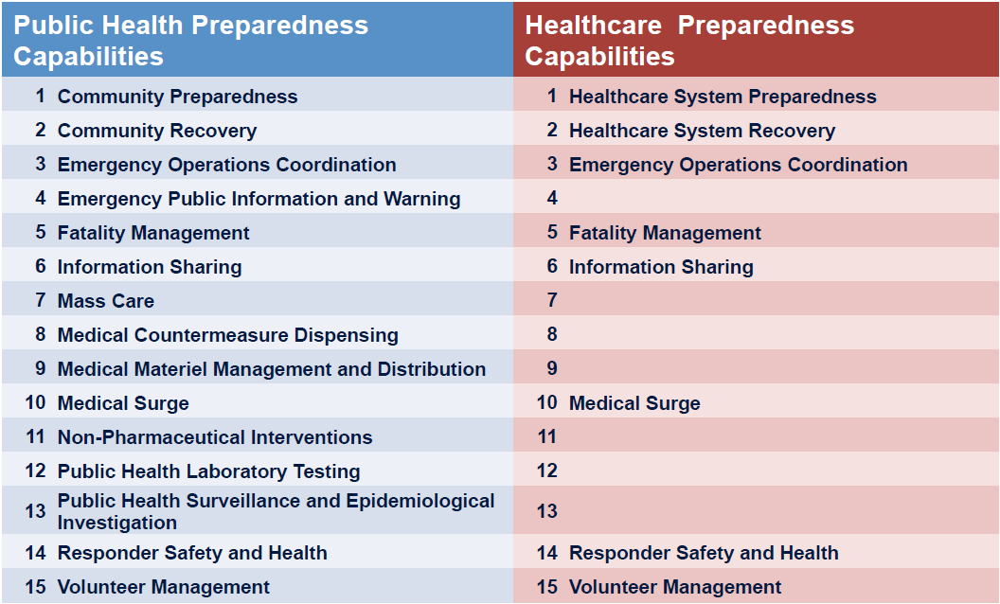 Public Health Preparedness
Capabilities
Healthcare Preparedness
Capabilities
1 Community Preparedness
1 Healthcare System Preparedness
2 Community Recovery
2 Healthcare System Recovery
3 Emergency Operations Coordination
3 Emergency Operations Coordination
4 Emergency Public Information and Warning
4
5 Fatality Management
5 Fatality Management
6 Information Sharing
6 Information Sharing
7 Mass Care
7
8 Medical Countermeasure Dispensing
8
9 Medical Materiel Management and Distribution
9
10 Medical Surge
10 Medical Surge
11 Non-Pharmaceutical Interventions
11
12 Public Health Laboratory Testing
12
13 Public Health Surveillance and Epidemiological
Investigation
13
14 Responder Safety and Health
14 Responder Safety and Health
15 Volunteer Management
15 Volunteer Management